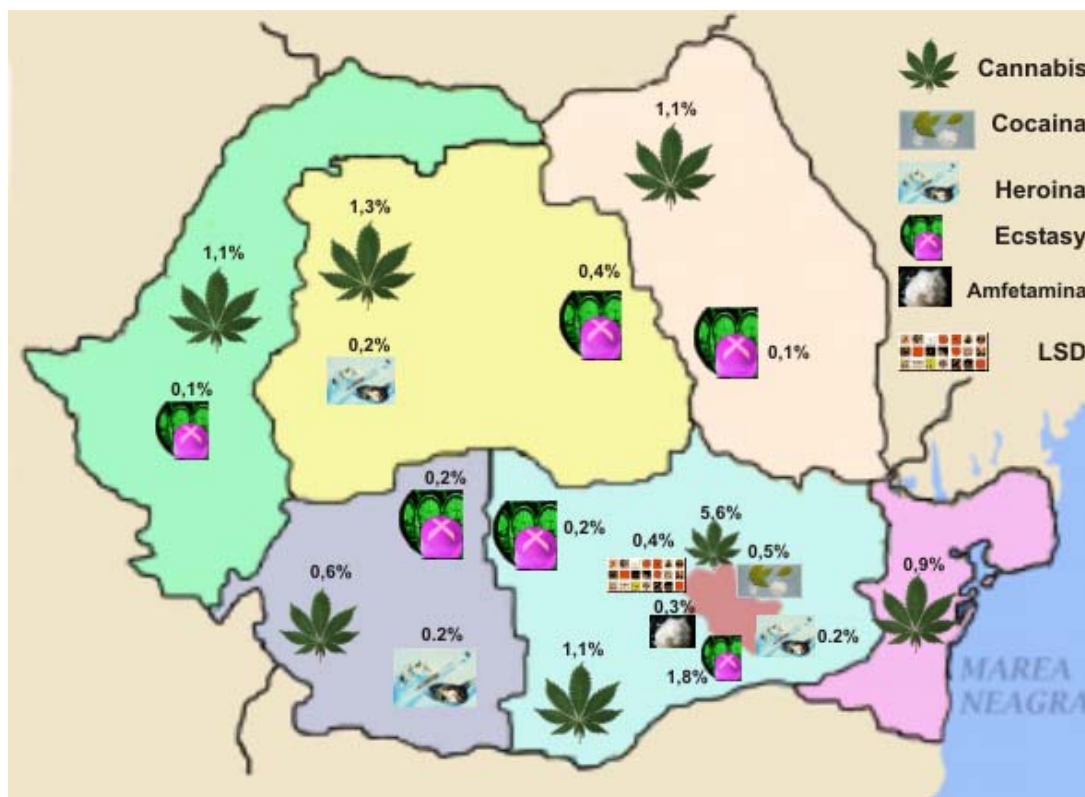 Cannabis
Cocaina
Heroina
Ecstasy
Amfetamina
LSD
1,1%
1,3%
1,1%
0,4%
0,2%
0,1%
0,1%
0,2%
0,2%
5,6%
0,4%
0,5%
0,6%
0,9%
0,3%
0.2%
0.2%
1,1%
1,8%
MAREA
NEAGRA